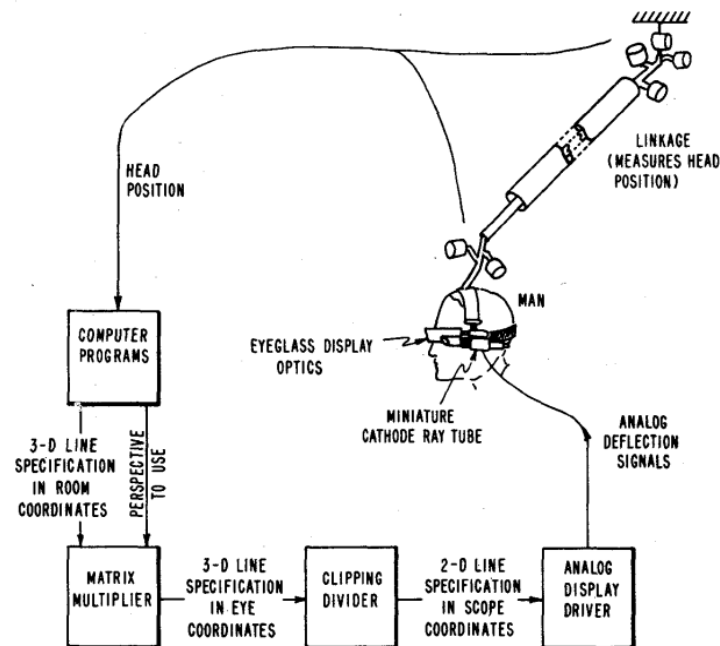 LINKAGE
(MEASURES HEAD
POSITION)
HEAD
POSITION
MAN
COMPUTER
PROGRAMS
EYEGLASS DISPLAY
OPTICS
MINIATURE
CATHODE RAY TUBE
ANALOG
DEFLECTION
SIGNALS
3-D LINE
SPECIFICATION
IN ROOM
COORDINATES
PERSPECTIVE
TO USE
MATRIX
MULTIPLIER
3-D LINE
SPECIFICATION
IN EYE
COORDINATES
CLIPPING
DIVIDER
2-D LINE
SPECIFICATION
IN SCOPE
COORDINATES
ANALOG
DISPLAY
DRIVER